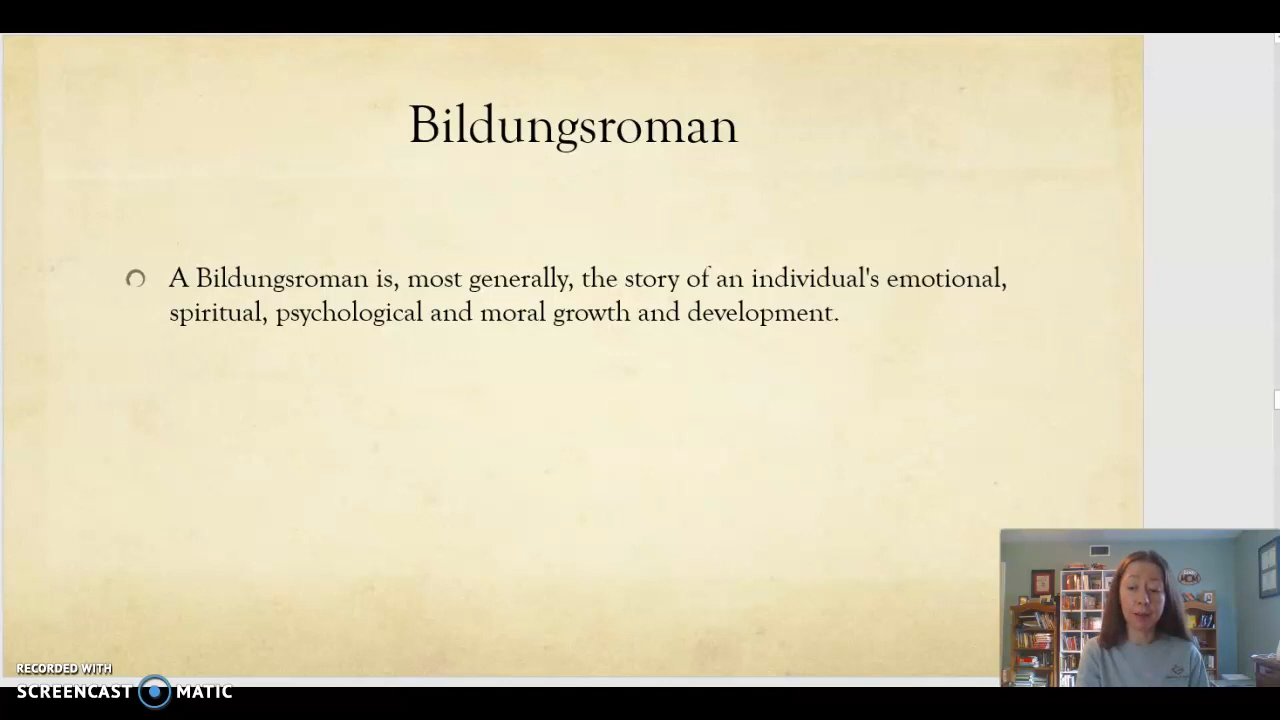 Bildungsroman
A Bildungsroman is, most generally, the story of an individual's emotional,
spiritual, psychological and moral growth and development.
RECORDED WITH
SCREENCAST MATIC